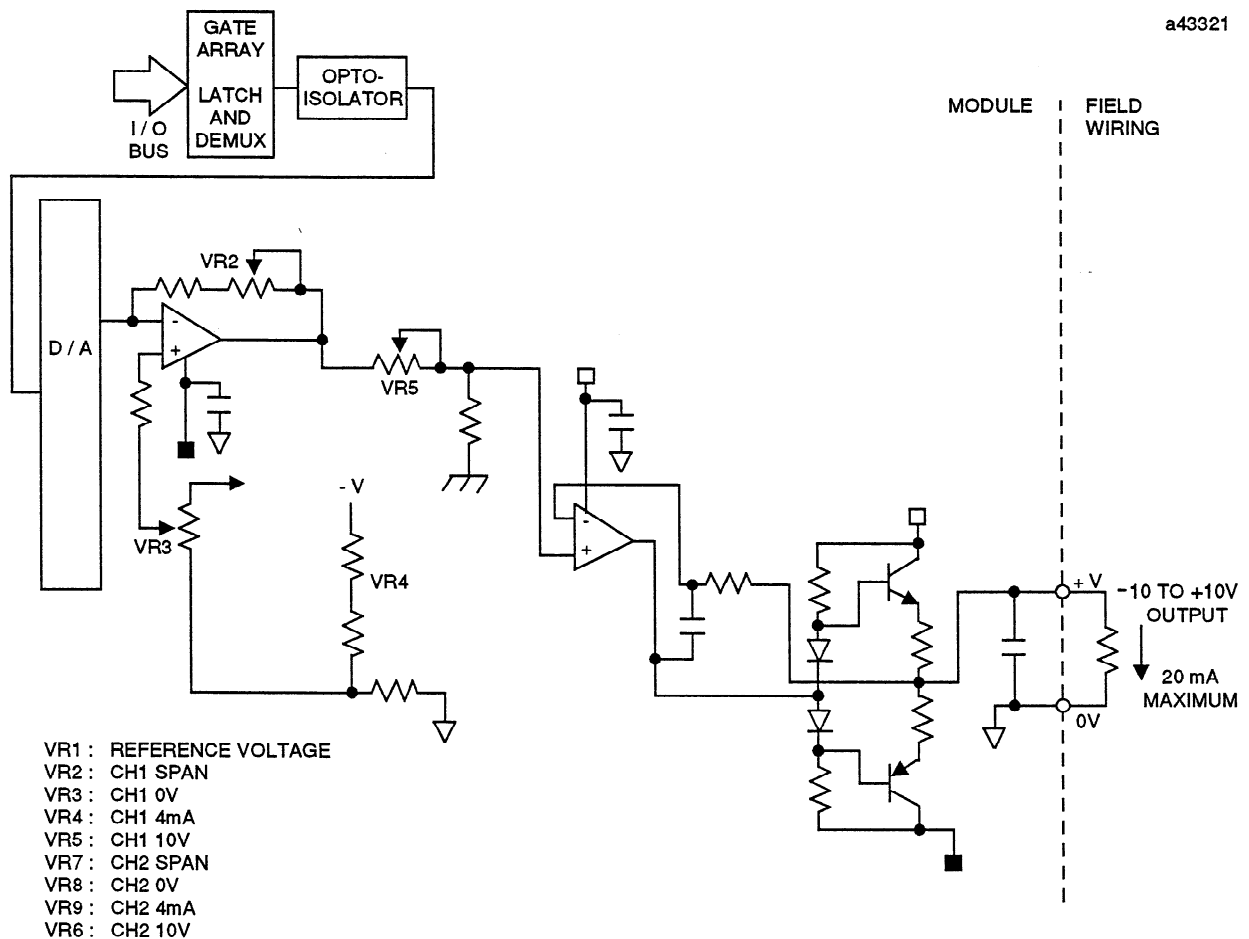 a43321
GATE
ARRAY
LATCH
AND
DEMUX
OPTO-
ISOLATOR
I / O
BUS
MODULE
FIELD
WIRING
D / A
VR2
-
+
VR5
VR3
- V
VR4
-
+
+ V
-10 TO +10V
OUTPUT
20 mA
MAXIMUM
0V
VR1 : REFERENCE VOLTAGE
VR2 : CH1 SPAN
VR3 : CH1 0V
VR4 : CH1 4mA
VR5 : CH1 10V
VR7 : CH2 SPAN
VR8 : CH2 0V
VR9 : CH2 4mA
VR6 : CH2 10V